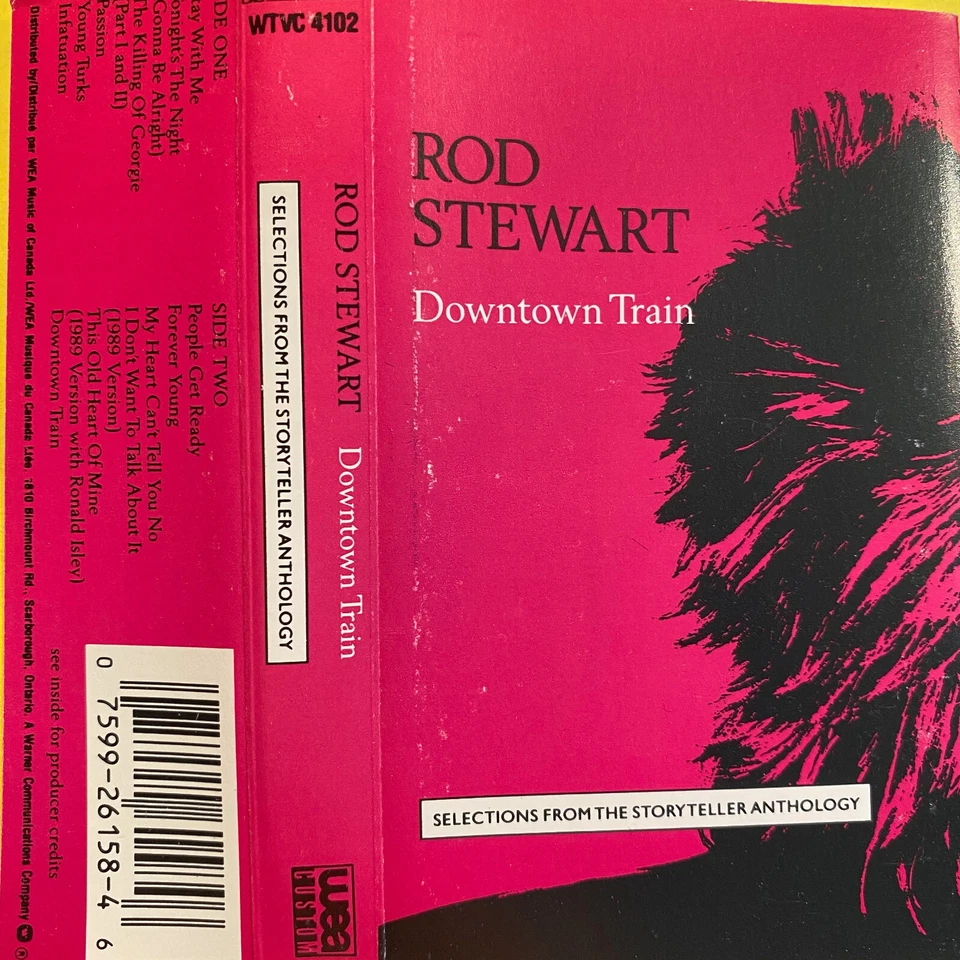 ROD
STEWART
Downtown Train
SELECTIONS FROM THE STORYTELLER ANTHOLOGY
WTVC 4102
ROD STEWART Downtown Train
SELECTIONS FROM THE STORYTELLER ANTHOLOGY
wea
CUSTOM
DE ONE
tay With Me
onight's The Night
Gonna Be Alright)
he Killing Of Georgie
(Part I and II)
Passion
Young Turks
Infatuation
SIDE TWO
People Get Ready
Forever Young
My Heart Can't Tell You No
I Don't Want To Talk About It
(1989 Version)
This Old Heart Of Mine
(1989 Version with Ronald Isley)
Downtown Train
see inside for producer credits
0 7599-26158-4 6
Distributed by/Distribué par WEA Music of Canada Ltd./WEA Musique du Canada Ltée. 1810 Birchmount Rd., Scarborough, Ontario. A Warner Communications Company